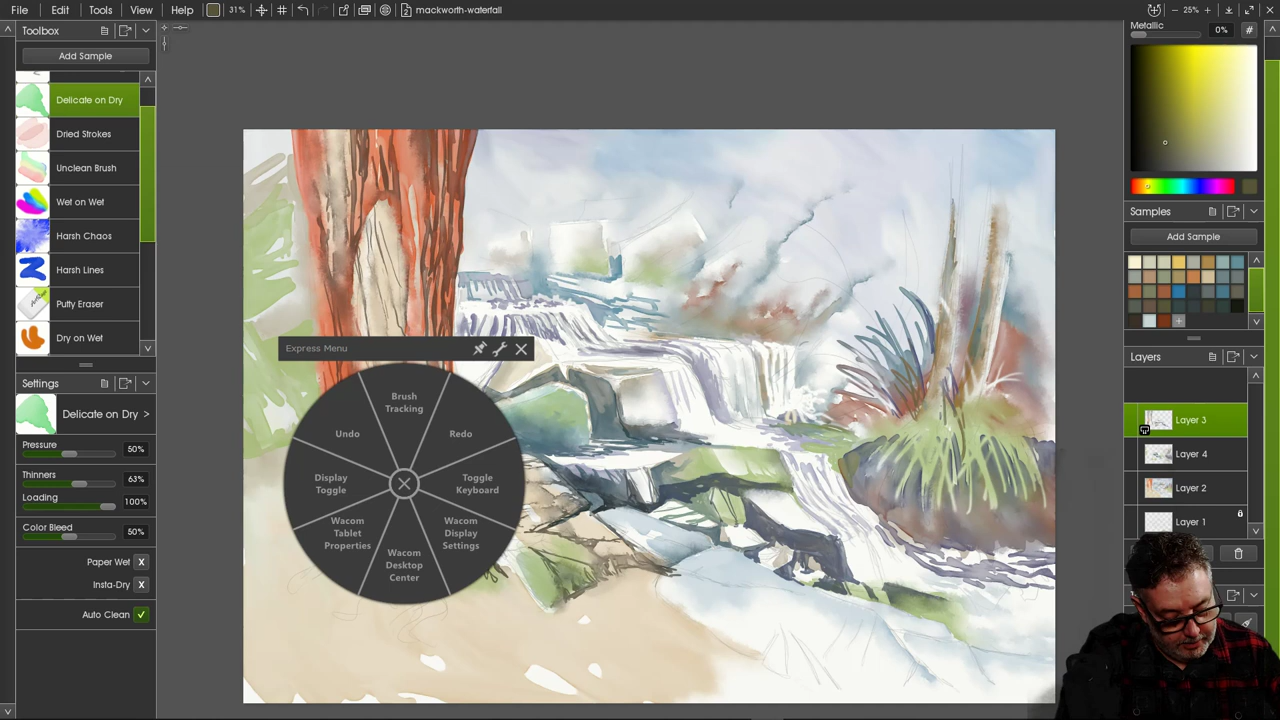 File Edit Tools View Help 31% mackworth-waterfall 25%
Toolbox
Add Sample
Delicate on Dry
Dried Strokes
Unclean Brush
Wet on Wet
Harsh Chaos
Harsh Lines
Putty Eraser
Dry on Wet
Settings
Delicate on Dry >
Pressure
50%
Thinners
63%
Loading
100%
Color Bleed
50%
Paper Wet X
Insta-Dry X
Auto Clean
Express Menu
Brush
Tracking
Undo
Redo
Display
Toggle
Toggle
Keyboard
Wacom
Tablet
Properties
Wacom
Display
Settings
Wacom
Desktop
Center
Metallic
0% #
Samples
Add Sample
Layers
Layer 3
Layer 4
Layer 2
Layer 1